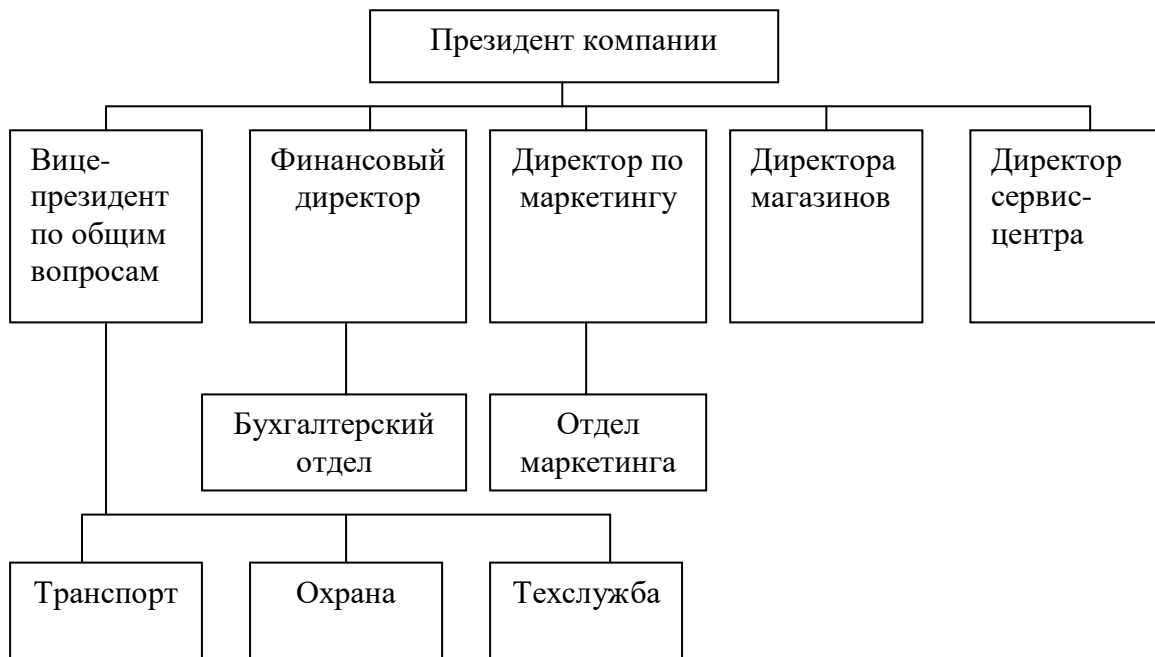 Президент компании
Вице-
президент
по общим
вопросам
Финансовый
директор
Директор по
маркетингу
Директора
магазинов
Директор
сервис-
центра
Бухгалтерский
отдел
Отдел
маркетинга
Транспорт
Охрана
Техслужба